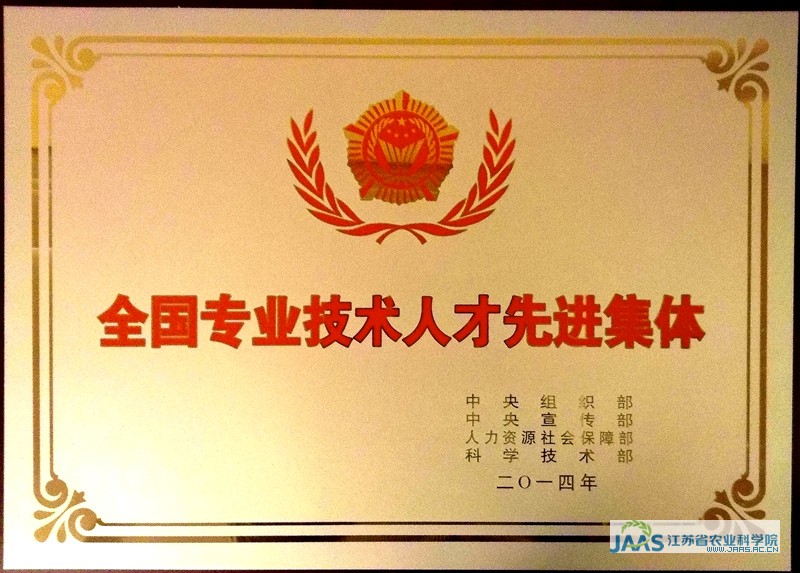 全国专业技术人才先进集体
中央组织部
中央宣传部
人力资源社会保障部
科学技术部
二〇一四年
JAAS 江苏省农业科学院
WWW.JAAS.AC.CN